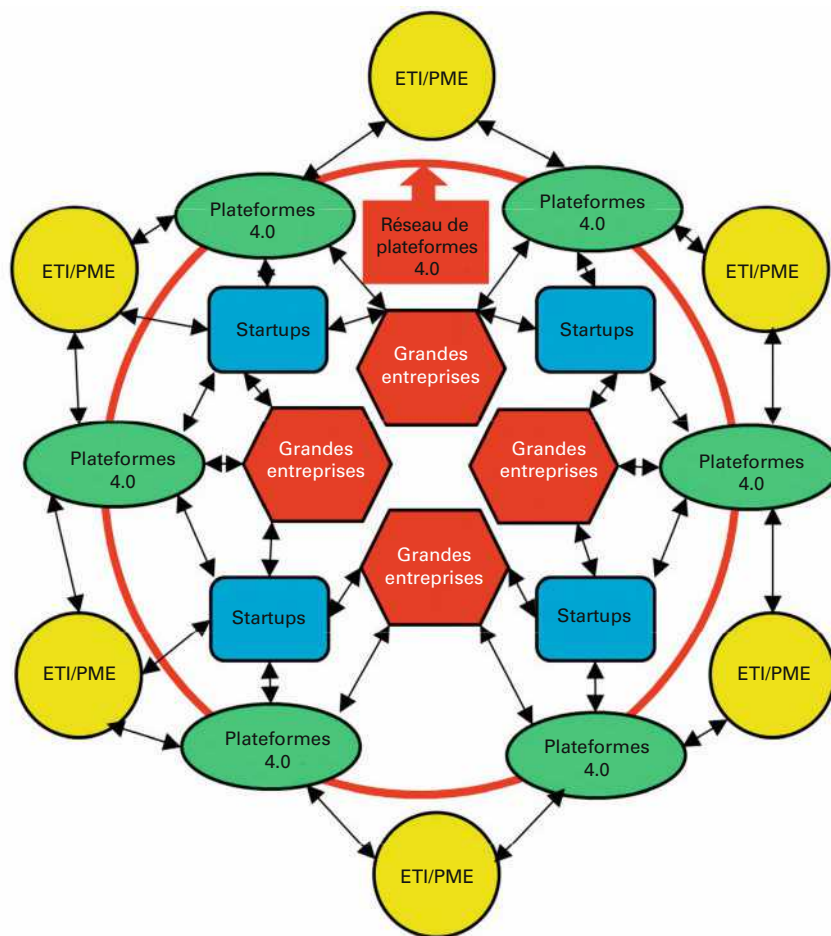 ETI/PME
Plateformes
4.0
Plateformes
4.0
Réseau de
plateformes
4.0
ETI/PME
ETI/PME
Startups
Startups
Grandes
entreprises
Plateformes
4.0
Grandes
entreprises
Grandes
entreprises
Plateformes
4.0
Grandes
entreprises
Startups
Startups
ETI/PME
ETI/PME
Plateformes
4.0
Plateformes
4.0
ETI/PME